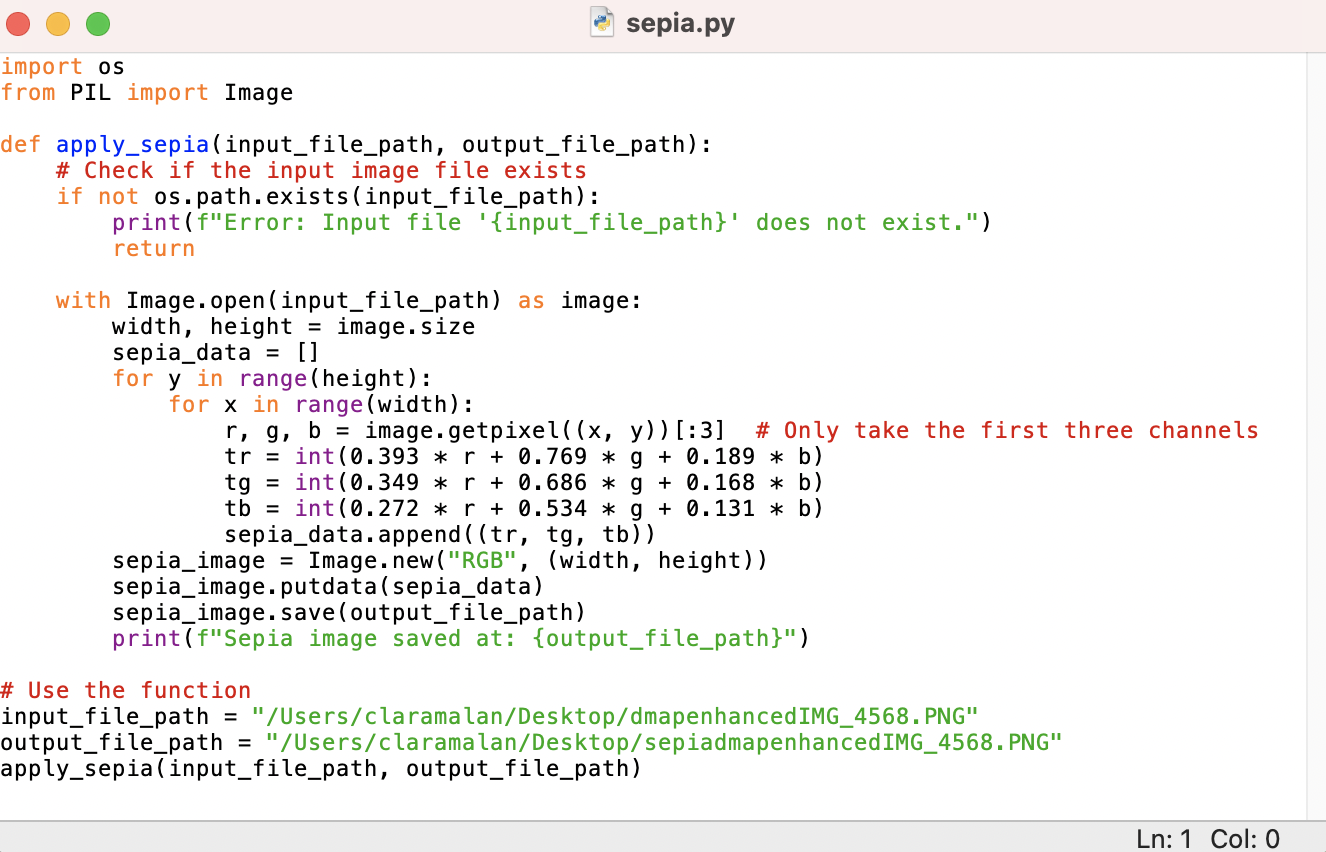 sepia.py
import os
from PIL import Image

def apply_sepia(input_file_path, output_file_path):
    # Check if the input image file exists
    if not os.path.exists(input_file_path):
        print(f"Error: Input file '{input_file_path}' does not exist.")
        return

    with Image.open(input_file_path) as image:
        width, height = image.size
        sepia_data = []
        for y in range(height):
            for x in range(width):
                r, g, b = image.getpixel((x, y))[:3]  # Only take the first three channels
                tr = int(0.393 * r + 0.769 * g + 0.189 * b)
                tg = int(0.349 * r + 0.686 * g + 0.168 * b)
                tb = int(0.272 * r + 0.534 * g + 0.131 * b)
                sepia_data.append((tr, tg, tb))
        sepia_image = Image.new("RGB", (width, height))
        sepia_image.putdata(sepia_data)
        sepia_image.save(output_file_path)
        print(f"Sepia image saved at: {output_file_path}")

# Use the function
input_file_path = "/Users/claramalan/Desktop/dmapenhancedIMG_4568.PNG"
output_file_path = "/Users/claramalan/Desktop/sepiadmapenhancedIMG_4568.PNG"
apply_sepia(input_file_path, output_file_path)
Ln: 1 Col: 0